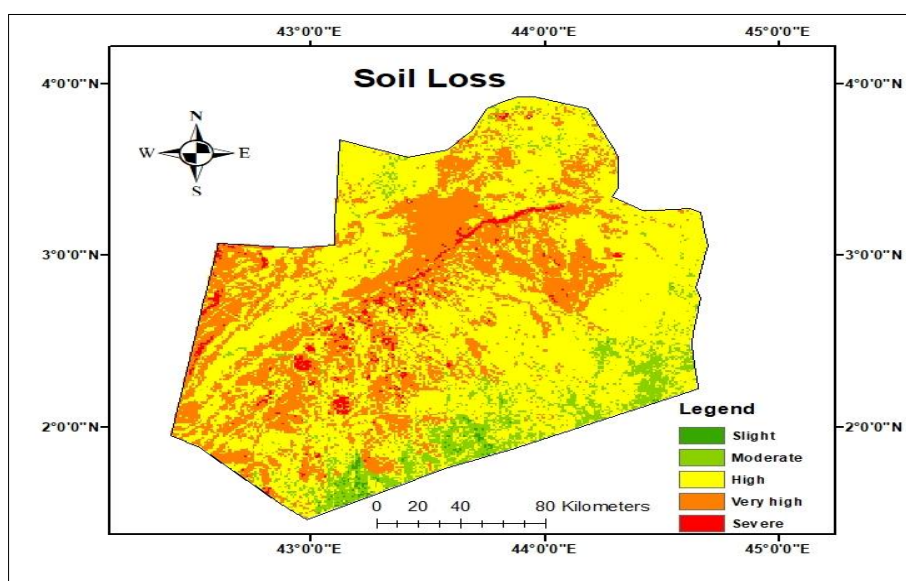 43°0'0"E 44°0'0"E 45°0'0"E
Soil Loss
4°0'0"N 4°0'0"N
N
W E
S
3°0'0"N 3°0'0"N
2°0'0"N 2°0'0"N
Legend
Slight
Moderate
High
Very high
Severe
0 20 40 80 Kilometers
43°0'0"E 44°0'0"E 45°0'0"E